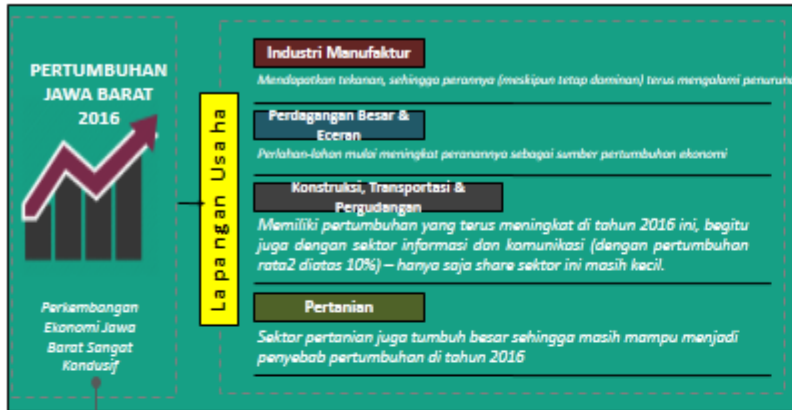 PERTUMBUHAN
JAWA BARAT
2016
Perkembangan
Ekonomi Jawa
Barat Sangat
Kondusif
Lapangan Usaha
Industri Manufaktur
Mendapatkan tekanan, sehingga perannya (meskipun tetap dominan) terus mengalami penuruna
Perdagangan Besar &
Eceran
Perlahan-lahan mulai meningkat peranannya sebagai sumber pertumbuhan ekonomi
Konstruksi, Transportasi &
Pergudangan
Memiliki pertumbuhan yang terus meningkat di tahun 2016 ini, begitu
juga dengan sektor informasi dan komunikasi (dengan pertumbuhan
rata2 diatas 10%) – hanya saja share sektor ini masih kecil.
Pertanian
Sektor pertanian juga tumbuh besar sehingga masih mampu menjadi
penyebab pertumbuhan di tahun 2016